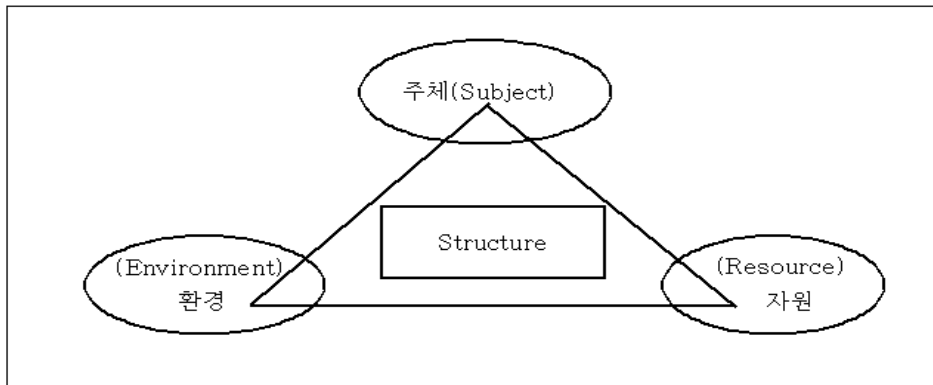 주체(Subject)
Structure
(Environment)
환경
(Resource)
자원